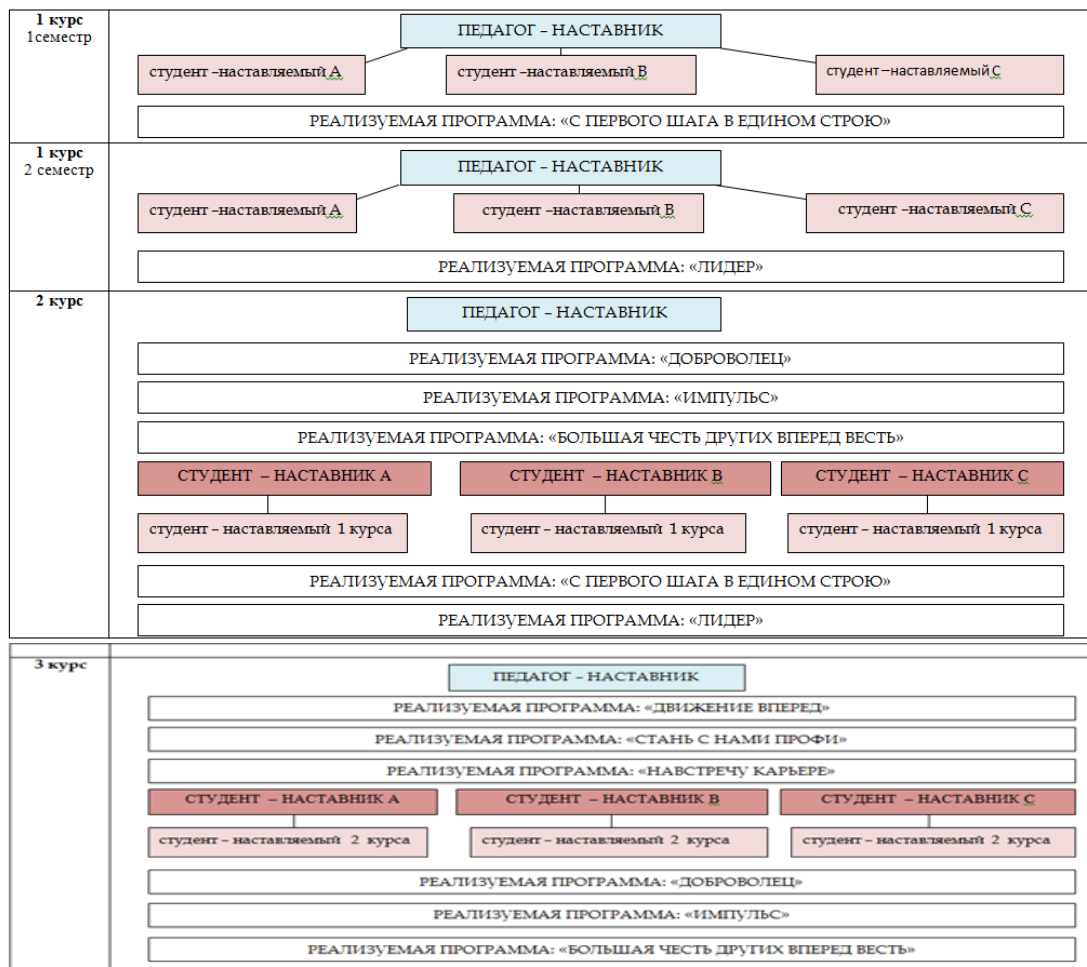 1 курс
1семестр
ПЕДАГОГ – НАСТАВНИК
студент –наставляемый А
студент –наставляемый В
студент –наставляемый С
РЕАЛИЗУЕМАЯ ПРОГРАММА: «С ПЕРВОГО ШАГА В ЕДИНОМ СТРОЮ»
1 курс
2 семестр
ПЕДАГОГ – НАСТАВНИК
студент –наставляемый А
студент –наставляемый В
студент –наставляемый С
РЕАЛИЗУЕМАЯ ПРОГРАММА: «ЛИДЕР»
2 курс
ПЕДАГОГ – НАСТАВНИК
РЕАЛИЗУЕМАЯ ПРОГРАММА: «ДОБРОВОЛЕЦ»
РЕАЛИЗУЕМАЯ ПРОГРАММА: «ИМПУЛЬС»
РЕАЛИЗУЕМАЯ ПРОГРАММА: «БОЛЬШАЯ ЧЕСТЬ ДРУГИХ ВПЕРЕД ВЕСТЬ»
СТУДЕНТ – НАСТАВНИК А
СТУДЕНТ – НАСТАВНИК В
СТУДЕНТ – НАСТАВНИК С
студент – наставляемый 1 курса
студент – наставляемый 1 курса
студент – наставляемый 1 курса
РЕАЛИЗУЕМАЯ ПРОГРАММА: «С ПЕРВОГО ШАГА В ЕДИНОМ СТРОЮ»
РЕАЛИЗУЕМАЯ ПРОГРАММА: «ЛИДЕР»
3 курс
ПЕДАГОГ – НАСТАВНИК
РЕАЛИЗУЕМАЯ ПРОГРАММА: «ДВИЖЕНИЕ ВПЕРЕД»
РЕАЛИЗУЕМАЯ ПРОГРАММА: «СТАНЬ С НАМИ ПРОФИ»
РЕАЛИЗУЕМАЯ ПРОГРАММА: «НАВСТРЕЧУ КАРЬЕРЕ»
СТУДЕНТ – НАСТАВНИК А
СТУДЕНТ – НАСТАВНИК В
СТУДЕНТ – НАСТАВНИК С
студент – наставляемый 2 курса
студент – наставляемый 2 курса
студент – наставляемый 2 курса
РЕАЛИЗУЕМАЯ ПРОГРАММА: «ДОБРОВОЛЕЦ»
РЕАЛИЗУЕМАЯ ПРОГРАММА: «ИМПУЛЬС»
РЕАЛИЗУЕМАЯ ПРОГРАММА: «БОЛЬШАЯ ЧЕСТЬ ДРУГИХ ВПЕРЕД ВЕСТЬ»